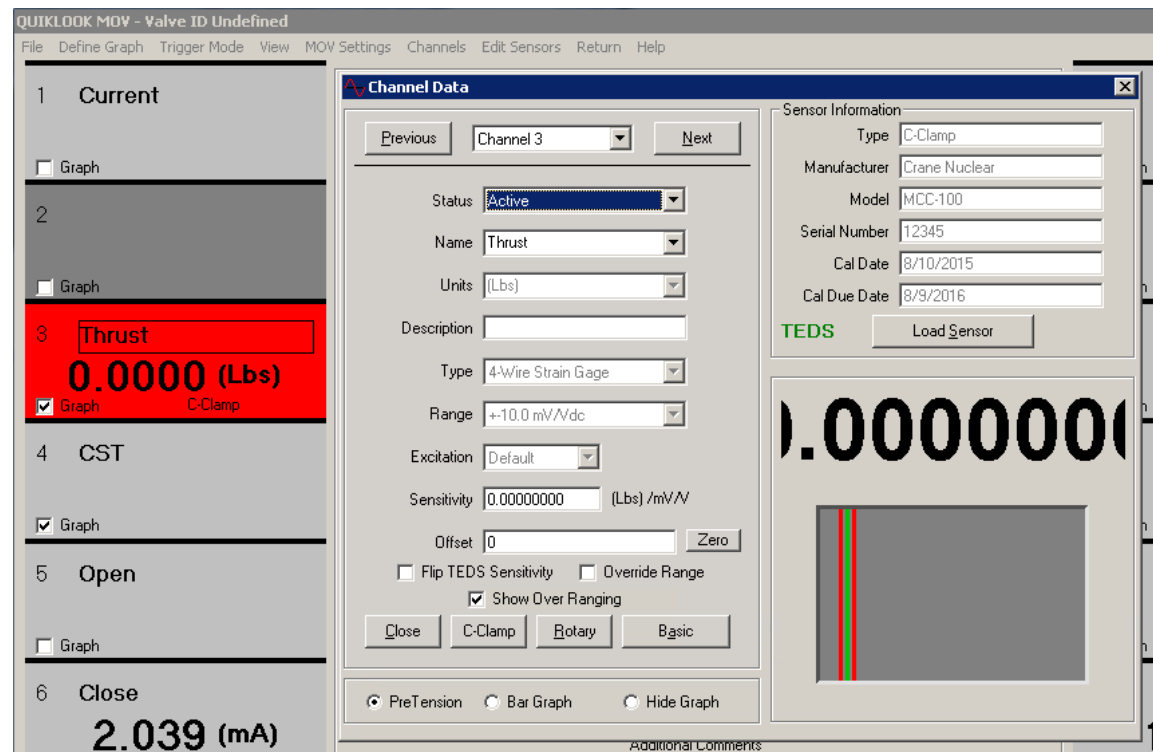 QUIKLOOK MOV - Valve ID Undefined
File Define Graph Trigger Mode View MOV Settings Channels Edit Sensors Return Help
1 Current
Graph
2
Graph
3 Thrust
0.0000 (Lbs)
Graph C-Clamp
4 CST
Graph
5 Open
Graph
6 Close
2.039 (mA)
Channel Data
Previous Channel 3 Next
Status Active
Name Thrust
Units (Lbs)
Description
Type 4-Wire Strain Gage
Range +-10.0 mV/Vdc
Excitation Default
Sensitivity 0.00000000 (Lbs) /mV/V
Offset 0 Zero
Flip TEDS Sensitivity Override Range
Show Over Ranging
Close C-Clamp Rotary Basic
PreTension Bar Graph Hide Graph
Sensor Information
Type C-Clamp
Manufacturer Crane Nuclear
Model MCC-100
Serial Number 12345
Cal Date 8/10/2015
Cal Due Date 8/9/2016
TEDS Load Sensor
.000000
Additional Comments